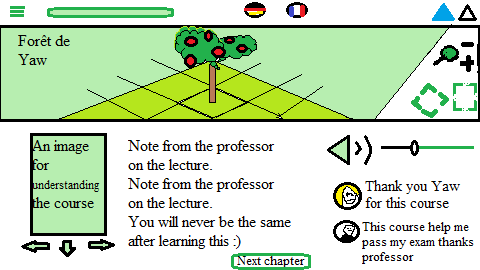 Forêt de
Yaw
An image
for
understanding
the course
Note from the professor
on the lecture.
Note from the professor
on the lecture.
You will never be the same
after learning this :)
Next chapter
Thank you Yaw
for this course
This course help me
pass my exam thanks
professor